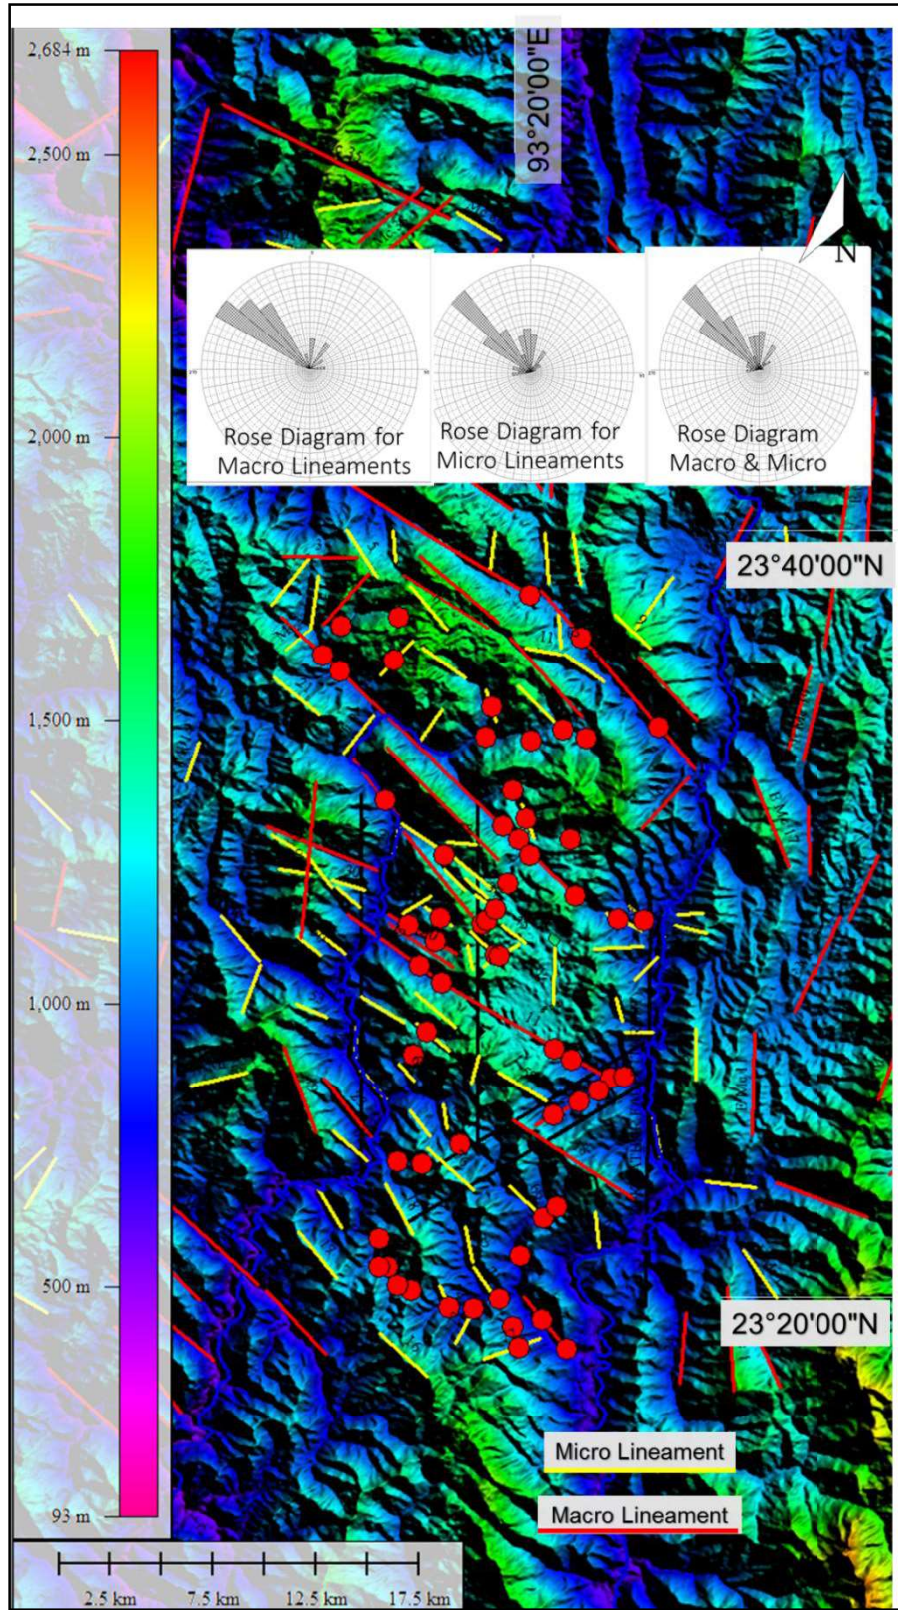 2,684 m
93°20'00"E
2,500 m
N
Rose Diagram for
Macro Lineaments
Rose Diagram for
Micro Lineaments
Rose Diagram
Macro & Micro
2,000 m
23°40'00"N
1,500 m
1,000 m
500 m
23°20'00"N
Micro Lineament
Macro Lineament
93 m
2.5 km 7.5 km 12.5 km 17.5 km